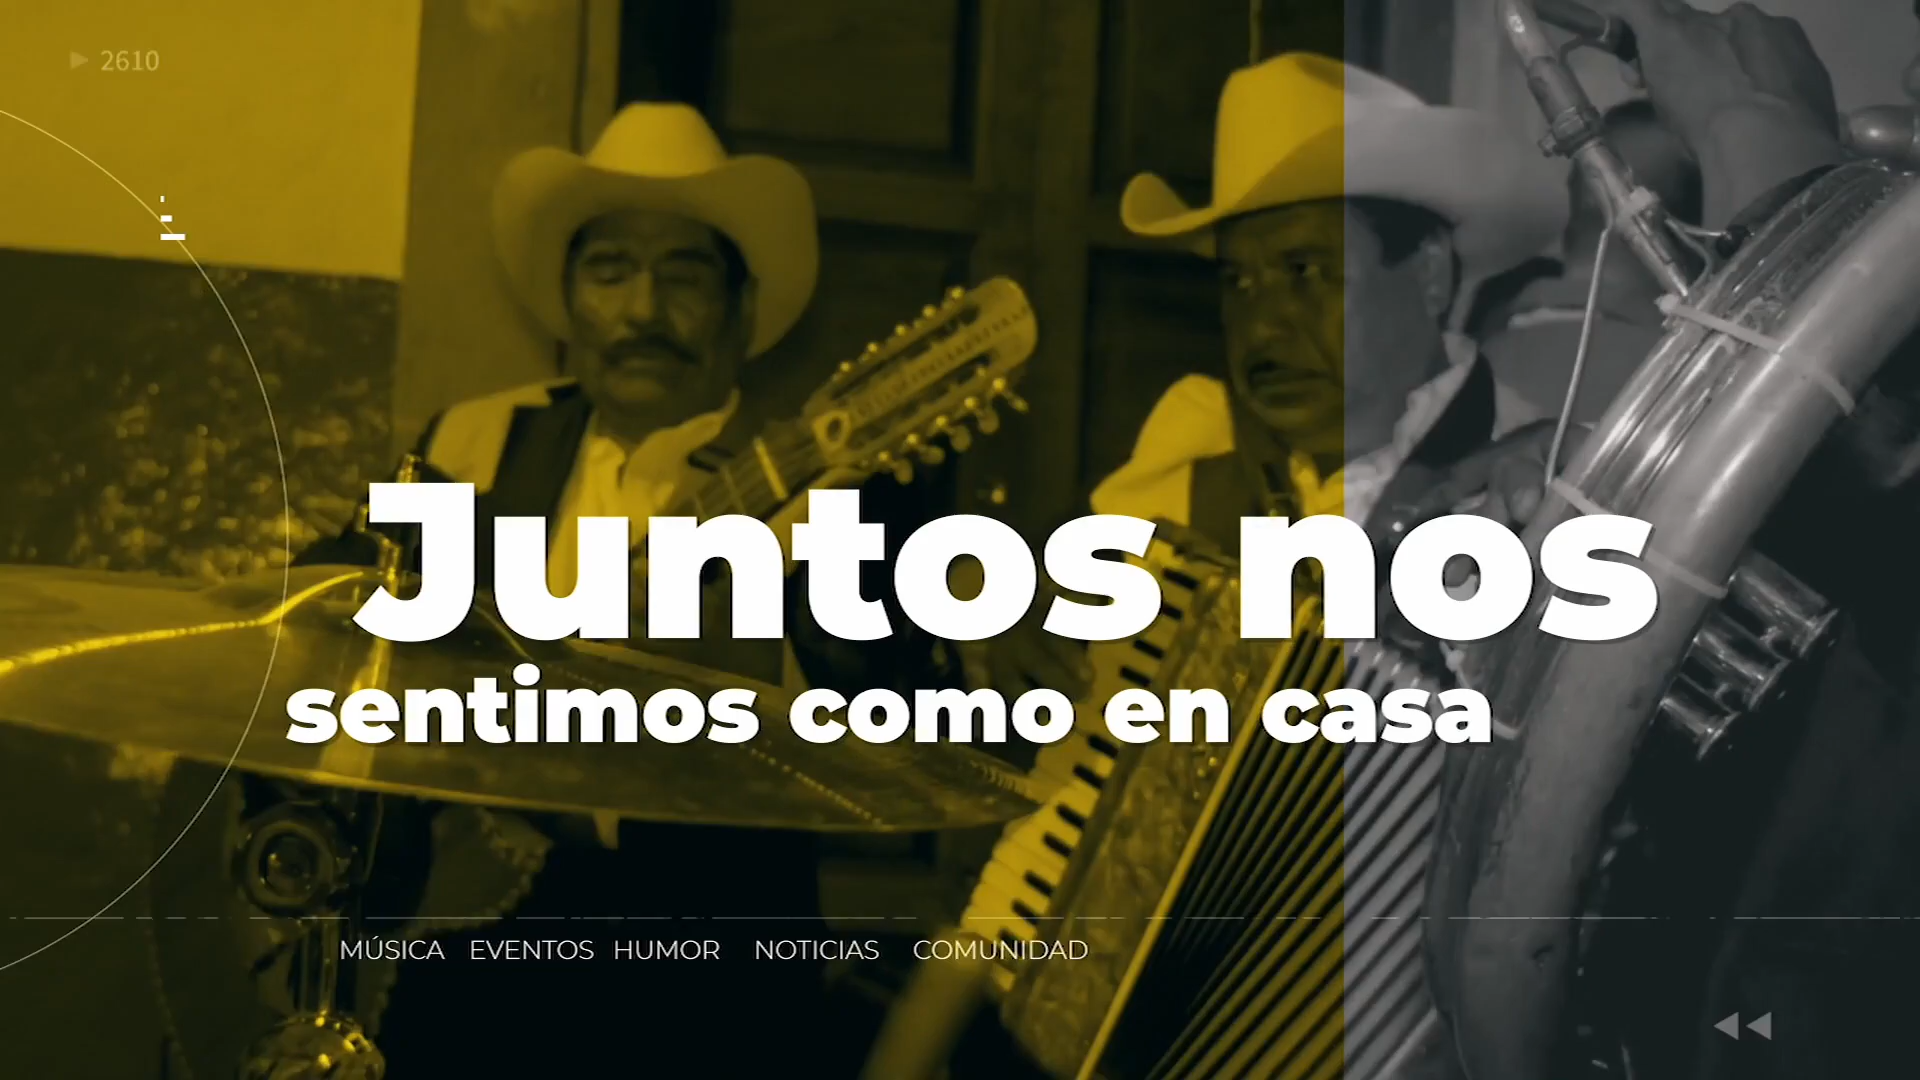 2610
Juntos nos
sentimos como en casa
MÚSICA EVENTOS HUMOR NOTICIAS COMUNIDAD